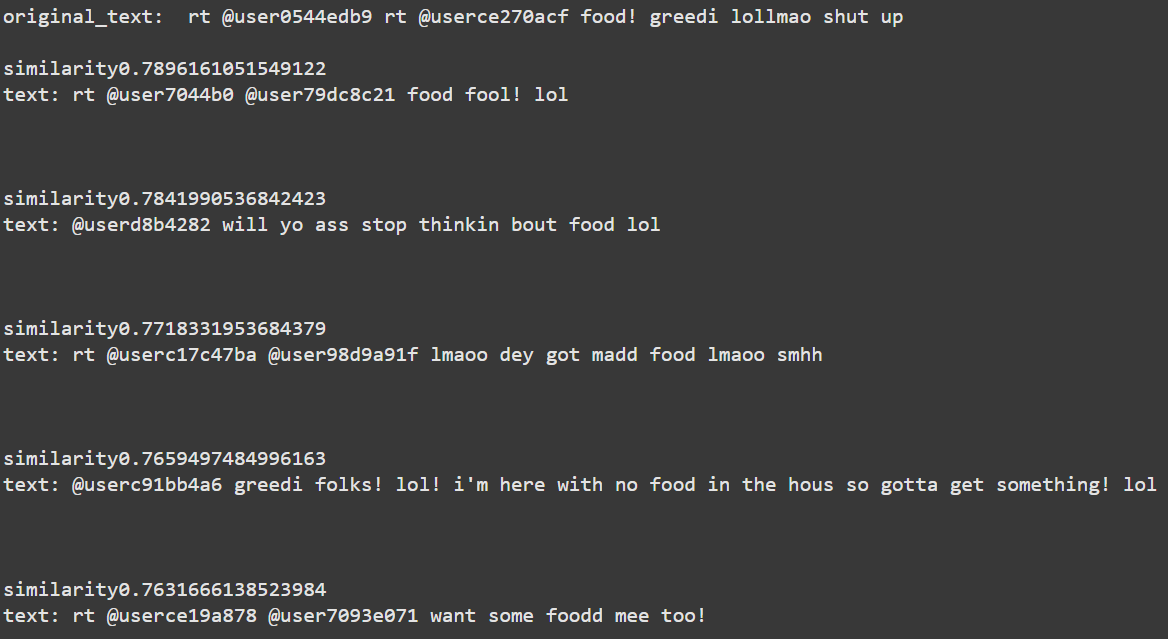 original_text:  rt @user0544edb9 rt @userce270acf food! greedi lollmao shut up
similarity0.7896161051549122
text: rt @user7044b0 @user79dc8c21 food fool! lol
similarity0.7841990536842423
text: @userd8b4282 will yo ass stop thinkin bout food lol
similarity0.7718331953684379
text: rt @userc17c47ba @user98d9a91f lmaoo dey got madd food lmaoo smhh
similarity0.7659497484996163
text: @userc91bb4a6 greedi folks! lol! i'm here with no food in the hous so gotta get something! lol
similarity0.7631666138523984
text: rt @userce19a878 @user7093e071 want some foodd mee too!